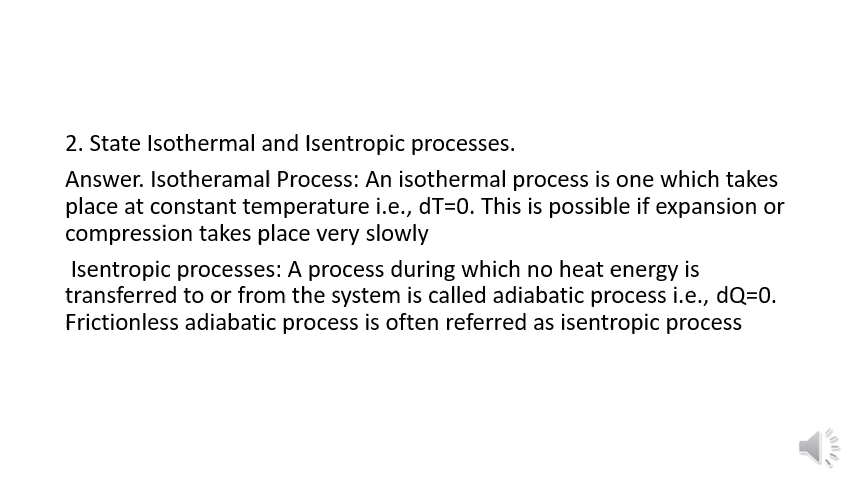 2. State Isothermal and Isentropic processes.
Answer. Isotheramal Process: An isothermal process is one which takes
place at constant temperature i.e., dT=0. This is possible if expansion or
compression takes place very slowly
Isentropic processes: A process during which no heat energy is
transferred to or from the system is called adiabatic process i.e., dQ=0.
Frictionless adiabatic process is often referred as isentropic process